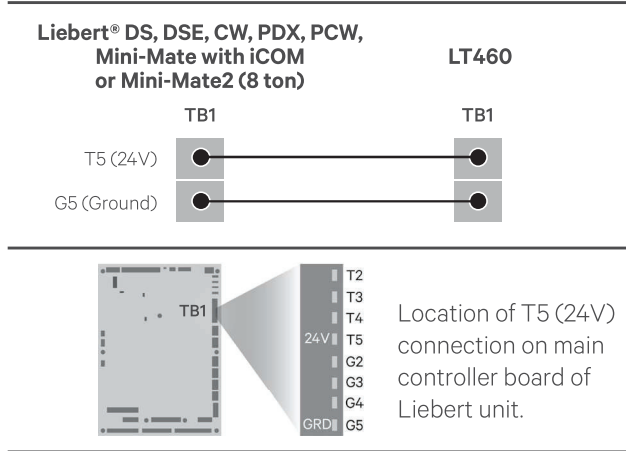 Liebert® DS, DSE, CW, PDX, PCW,
Mini-Mate with iCOM
or Mini-Mate2 (8 ton)
LT460
TB1
TB1
T5 (24V)
G5 (Ground)
TB1
T2
T3
T4
24V T5
G2
G3
G4
GRD G5
Location of T5 (24V)
connection on main
controller board of
Liebert unit.